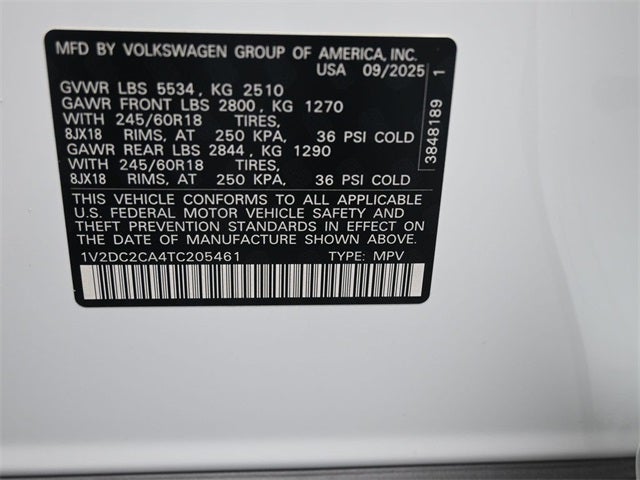 MFD BY VOLKSWAGEN GROUP OF AMERICA, INC.
USA 09/2025
GVWR LBS 5534, KG 2510
GAWR FRONT LBS 2800, KG 1270
WITH 245/60R18 TIRES,
8JX18 RIMS, AT 250 KPA, 36 PSI COLD
GAWR REAR LBS 2844, KG 1290
WITH 245/60R18 TIRES,
8JX18 RIMS, AT 250 KPA, 36 PSI COLD
THIS VEHICLE CONFORMS TO ALL APPLICABLE
U.S. FEDERAL MOTOR VEHICLE SAFETY AND
THEFT PREVENTION STANDARDS IN EFFECT ON
THE DATE OF MANUFACTURE SHOWN ABOVE.
1V2DC2CA4TC205461 TYPE: MPV
3848189 1